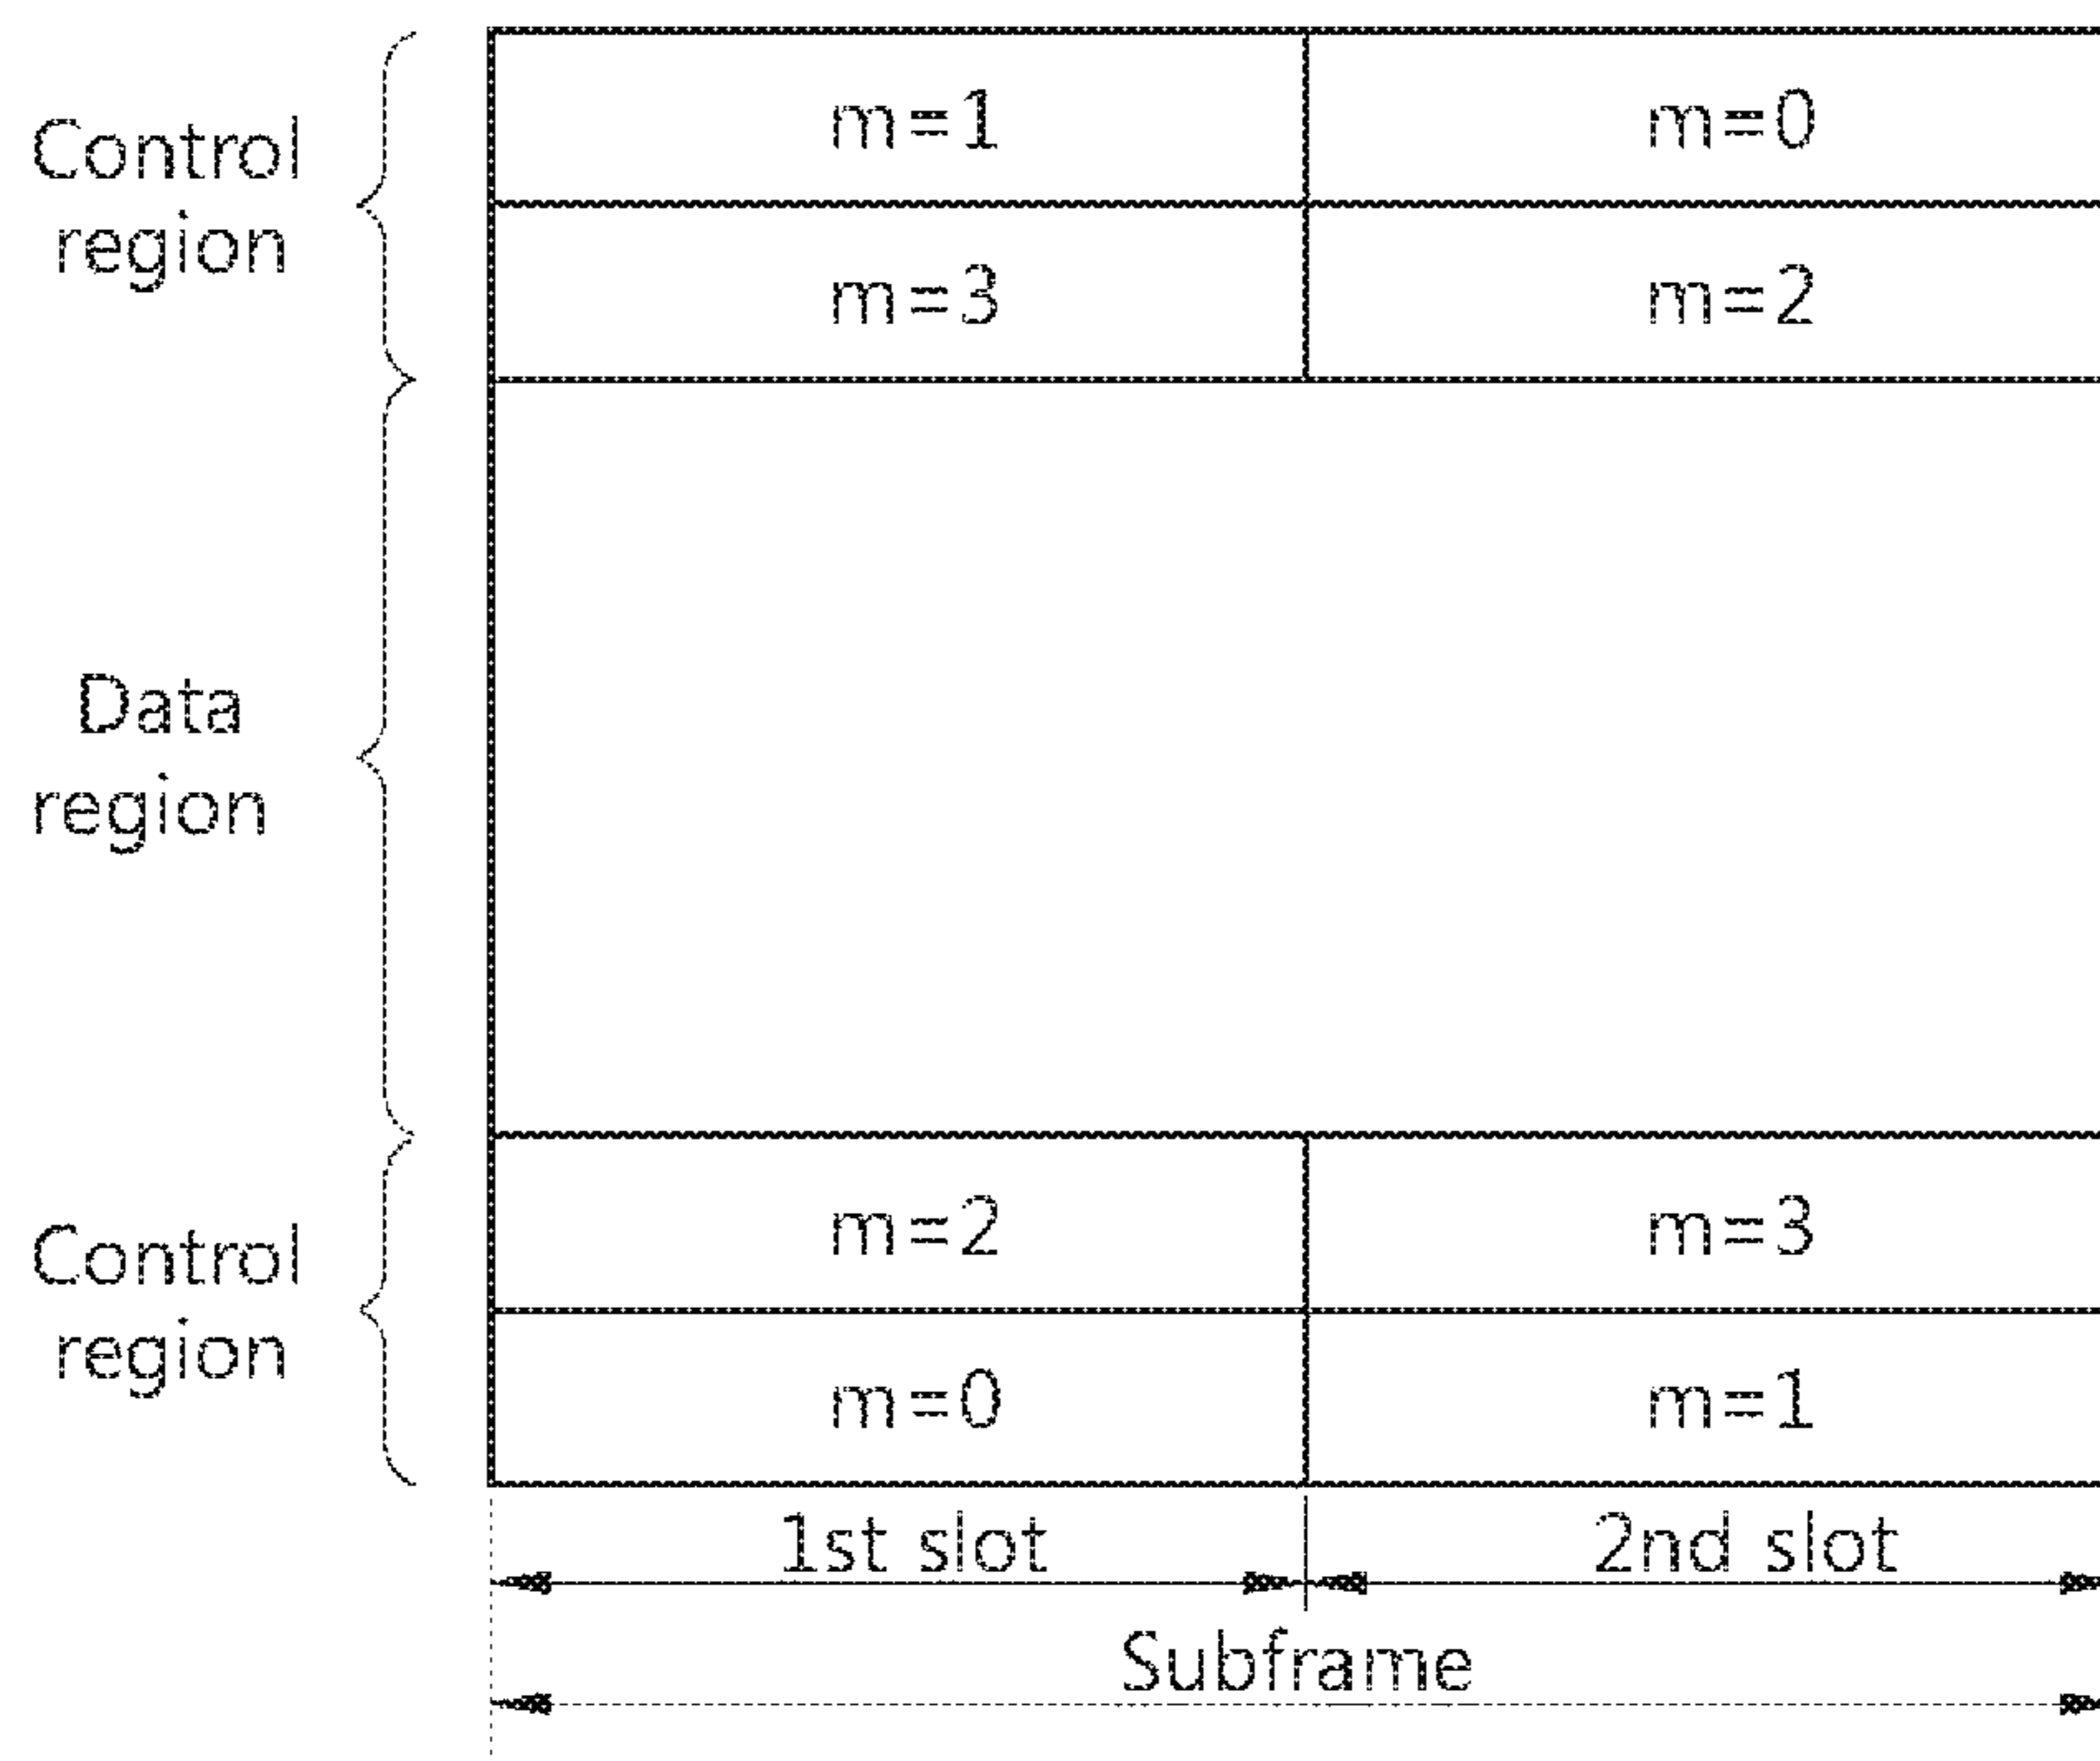 Control
region
m=1
m=0
m=3
m=2
Data
region
Control
region
m=2
m=3
m=0
m=1
1st slot
2nd slot
Subframe